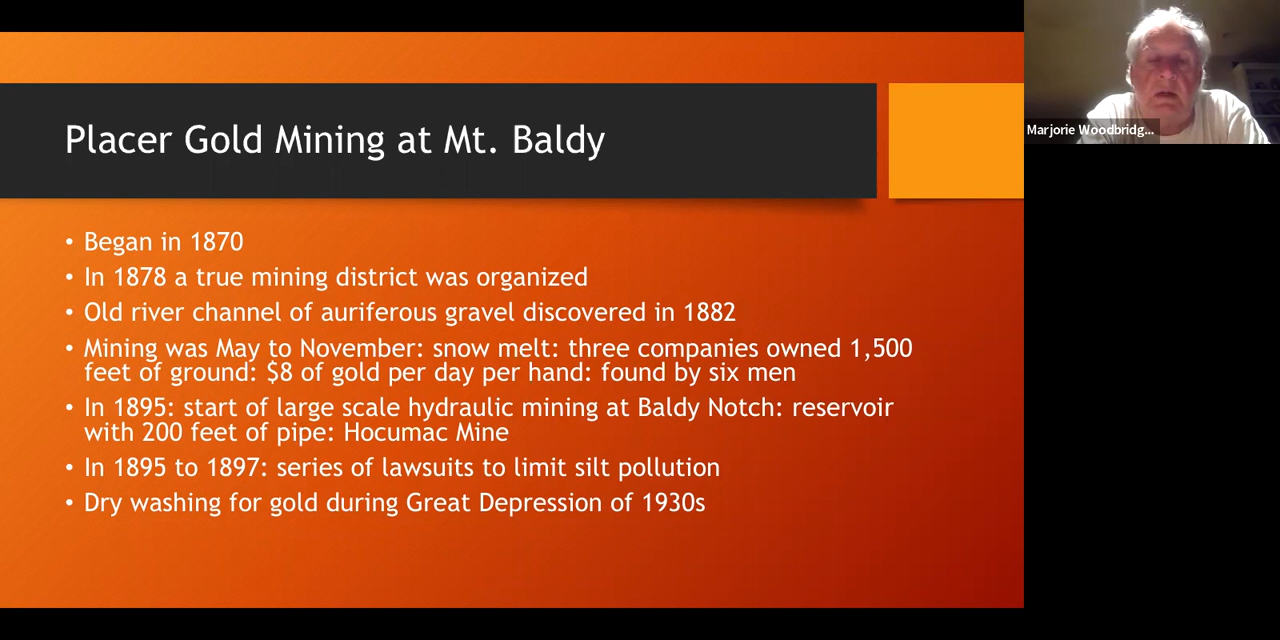 Placer Gold Mining at Mt. Baldy
• Began in 1870
• In 1878 a true mining district was organized
• Old river channel of auriferous gravel discovered in 1882
• Mining was May to November: snow melt: three companies owned 1,500
feet of ground: $8 of gold per day per hand: found by six men
• In 1895: start of large scale hydraulic mining at Baldy Notch: reservoir
with 200 feet of pipe: Hocumac Mine
• In 1895 to 1897: series of lawsuits to limit silt pollution
• Dry washing for gold during Great Depression of 1930s
Marjorie Woodbridg...